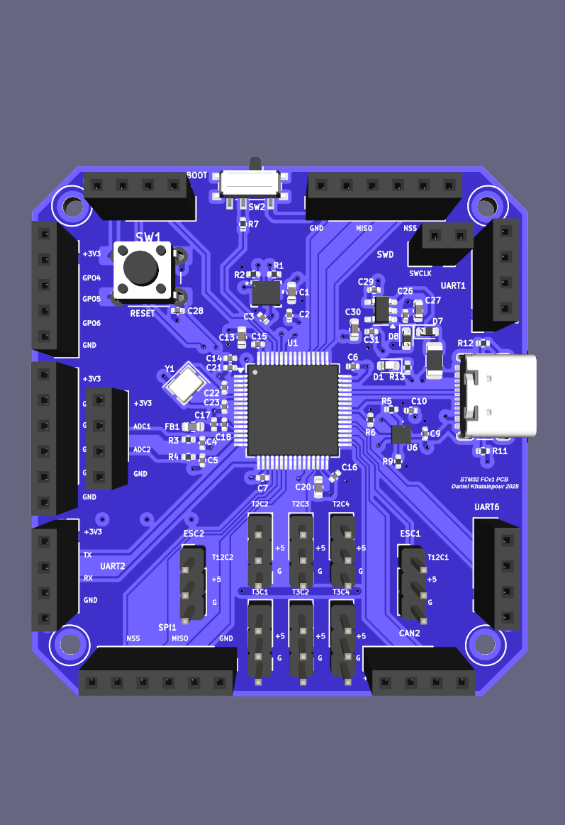 BOOT
SW2
GND
MISO
NSS
R7
SW1
SWD
SWCLK
+3V3
GPO4
GPO5
GPO6
GND
RESET
C28
R2
R1
C1
C3
C2
UART1
C29
C26
C27
C30
C31
D8
D7
R12
C13
C15
U1
C14
C21
C6
D1
R13
Y1
C22
C23
+3V3
+3V3
ADC1
ADC2
GND
GND
C17
FB1
C18
R3
C4
R4
C5
R5
C10
R6
C9
U6
R9
R11
C7
C16
C20
STM32 FCv1 PCB
Daniel Khatalepour 2025
UART6
T2C2
T2C3
T2C4
+5
+5
+5
G
G
G
+3V3
TX
RX
GND
UART2
ESC2
T12C2
+5
G
ESC1
T12C1
+5
G
T3C1
T3C2
T3C4
+5
+5
+5
G
G
G
SPI1
NSS
MISO
GND
CAN2